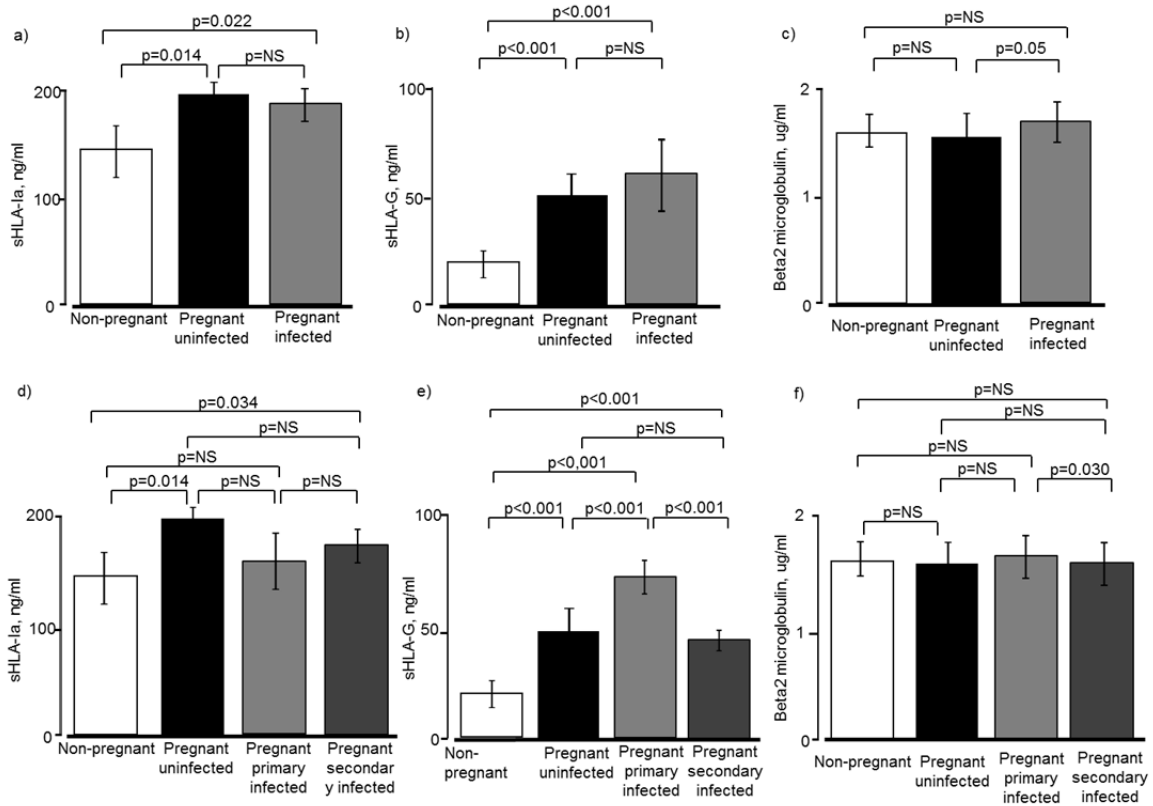 a)
p=0.022
p=0.014
p=NS
sHLA-Ia, ng/ml
200
100
0
Non-pregnant
Pregnant
uninfected
Pregnant
infected
b)
p<0.001
p<0.001
p=NS
sHLA-G, ng/ml
100
50
0
Non-pregnant
Pregnant
uninfected
Pregnant
infected
c)
p=NS
p=NS
p=0.05
Beta2 microglobulin, ug/ml
2
1
0
Non-pregnant
Pregnant
uninfected
Pregnant
infected
d)
p=0.034
p=NS
p=NS
p=0.014
p=NS
p=NS
sHLA-Ia, ng/ml
200
100
0
Non-pregnant
Pregnant
uninfected
Pregnant
primary
infected
Pregnant
secondar
y infected
e)
p<0.001
p=NS
p<0,001
p<0.001
p<0.001
p<0.001
sHLA-G, ng/ml
100
50
0
Non-
pregnant
Pregnant
uninfected
Pregnant
primary
infected
Pregnant
secondary
infected
f)
p=NS
p=NS
p=NS
p=NS
p=0.030
p=NS
Beta2 microglobulin, ug/ml
2
1
0
Non-pregnant
Pregnant
uninfected
Pregnant
primary
infected
Pregnant
secondary
infected